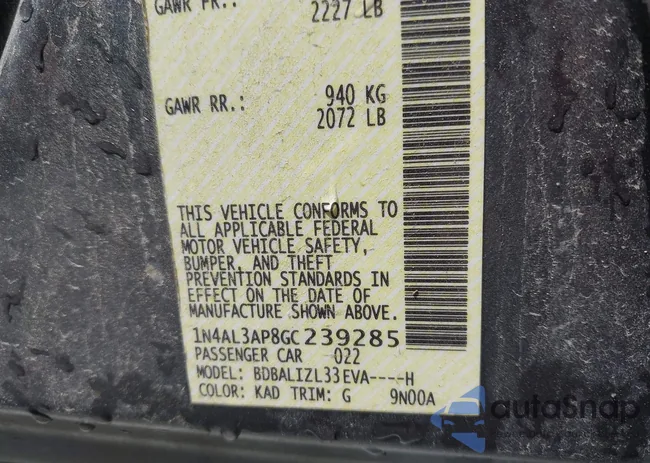 GAWR FR.:
2227 LB
GAWR RR.: 940 KG
2072 LB
THIS VEHICLE CONFORMS TO
ALL APPLICABLE FEDERAL
MOTOR VEHICLE SAFETY,
BUMPER, AND THEFT
PREVENTION STANDARDS IN
EFFECT ON THE DATE OF
MANUFACTURE SHOWN ABOVE.
1N4AL3AP8GC239285
PASSENGER CAR 022
MODEL: BDBALIZL33EVA----H
COLOR: KAD TRIM: G 9N00A
autoSnap